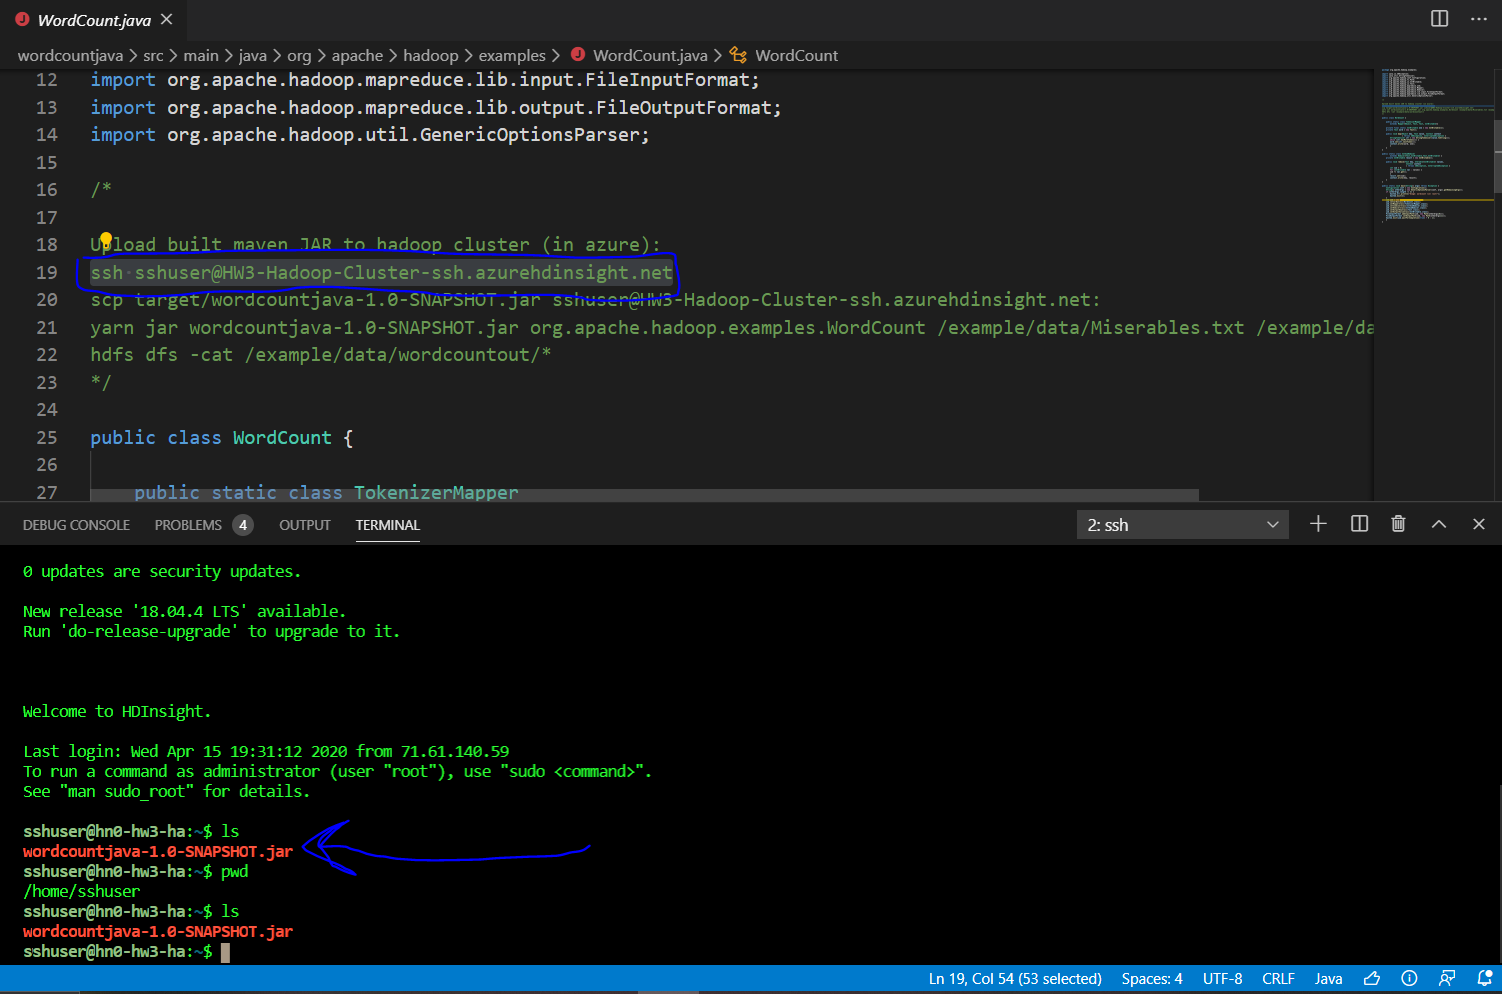 WordCount.java
wordcountjava > src > main > java > org > apache > hadoop > examples > WordCount.java > WordCount
12 import org.apache.hadoop.mapreduce.lib.input.FileInputFormat;
13 import org.apache.hadoop.mapreduce.lib.output.FileOutputFormat;
14 import org.apache.hadoop.util.GenericOptionsParser;
15
16 /*
17
18 Upload built maven JAR to hadoop cluster (in azure):
19 ssh sshuser@HW3-Hadoop-Cluster-ssh.azurehdinsight.net
20 scp target/wordcountjava-1.0-SNAPSHOT.jar sshuser@HW3-Hadoop-Cluster-ssh.azurehdinsight.net:
21 yarn jar wordcountjava-1.0-SNAPSHOT.jar org.apache.hadoop.examples.WordCount /example/data/Miserables.txt /example/da
22 hdfs dfs -cat /example/data/wordcountout/*
23 */
24
25 public class WordCount {
26
27 public static class TokenizerMapper
DEBUG CONSOLE PROBLEMS 4 OUTPUT TERMINAL 2: ssh
0 updates are security updates.
New release '18.04.4 LTS' available.
Run 'do-release-upgrade' to upgrade to it.
Welcome to HDInsight.
Last login: Wed Apr 15 19:31:12 2020 from 71.61.140.59
To run a command as administrator (user "root"), use "sudo <command>".
See "man sudo_root" for details.
sshuser@hn0-hw3-ha:~$ ls
wordcountjava-1.0-SNAPSHOT.jar
sshuser@hn0-hw3-ha:~$ pwd
/home/sshuser
sshuser@hn0-hw3-ha:~$ ls
wordcountjava-1.0-SNAPSHOT.jar
sshuser@hn0-hw3-ha:~$
Ln 19, Col 54 (53 selected) Spaces: 4 UTF-8 CRLF Java